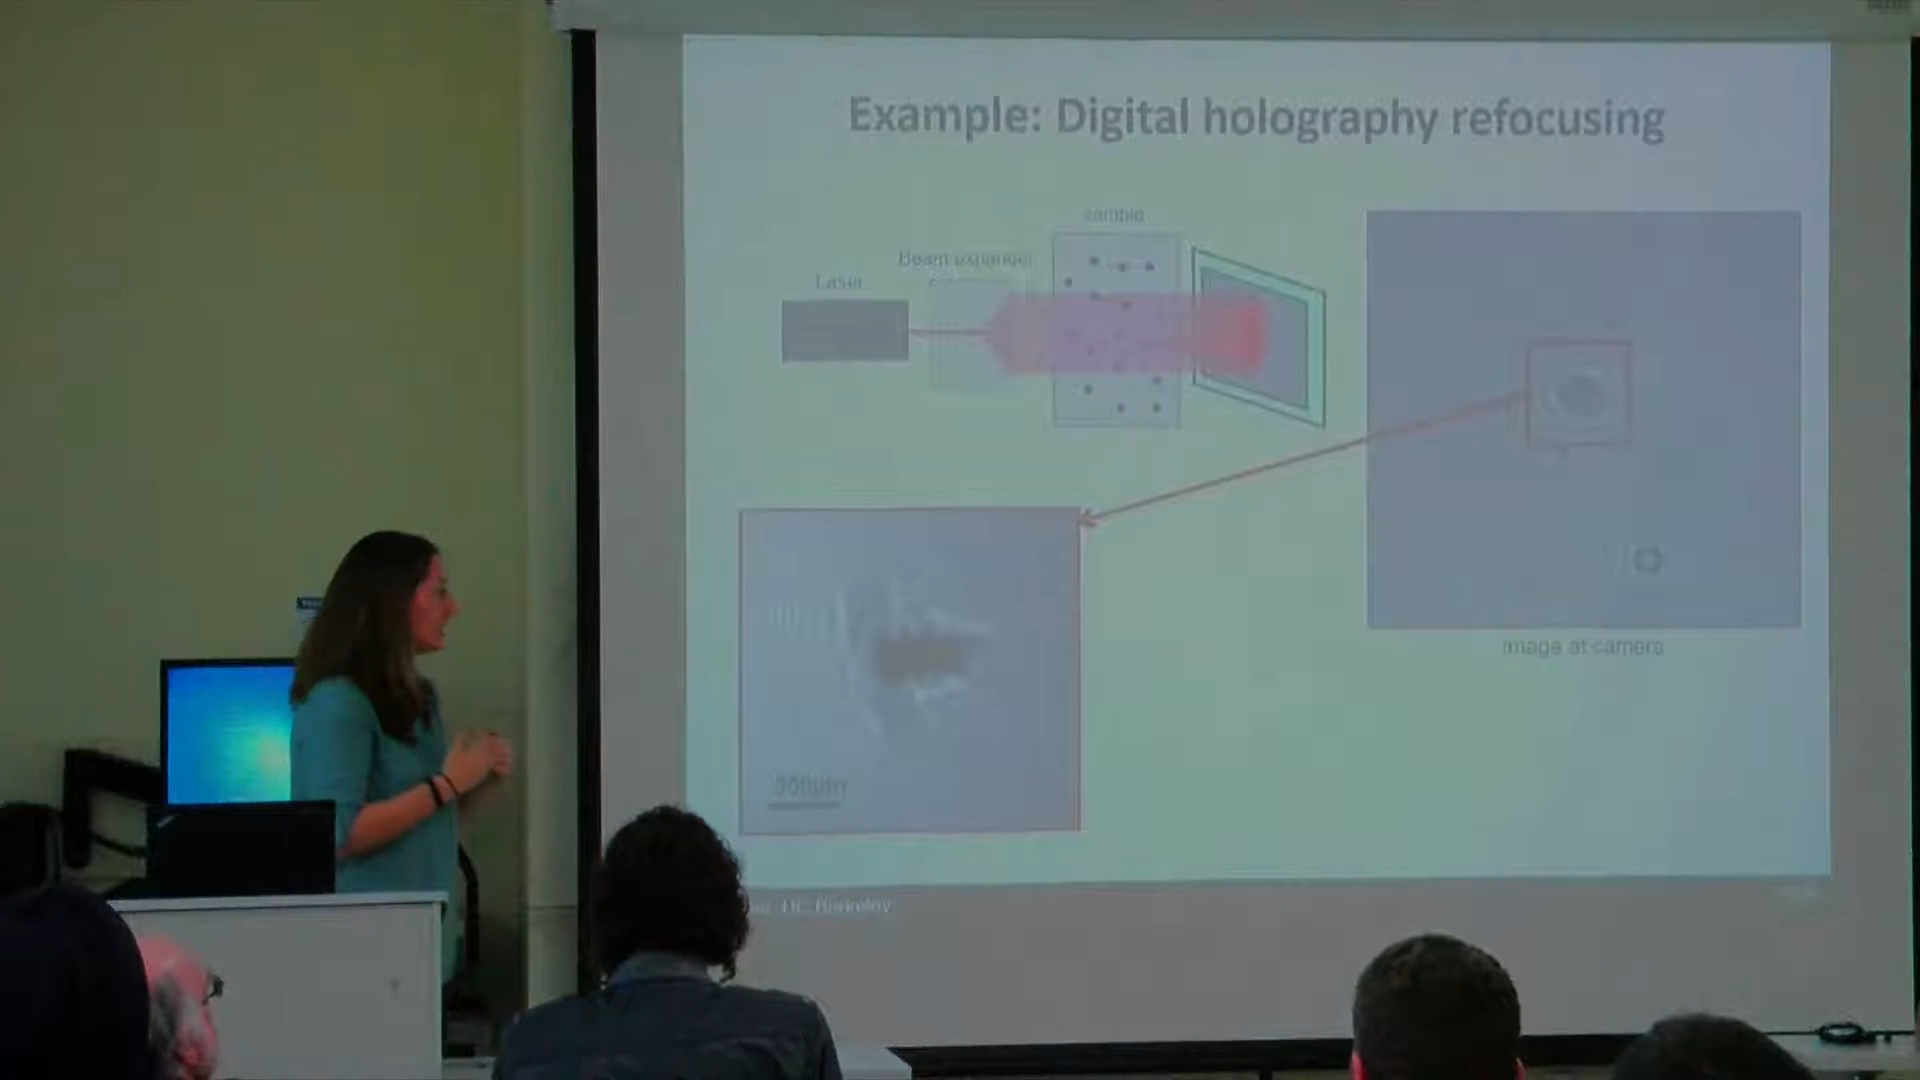 Example: Digital holography refocusing
sample
Beam expander
Laser
image at camera
500µm
UC Berkeley